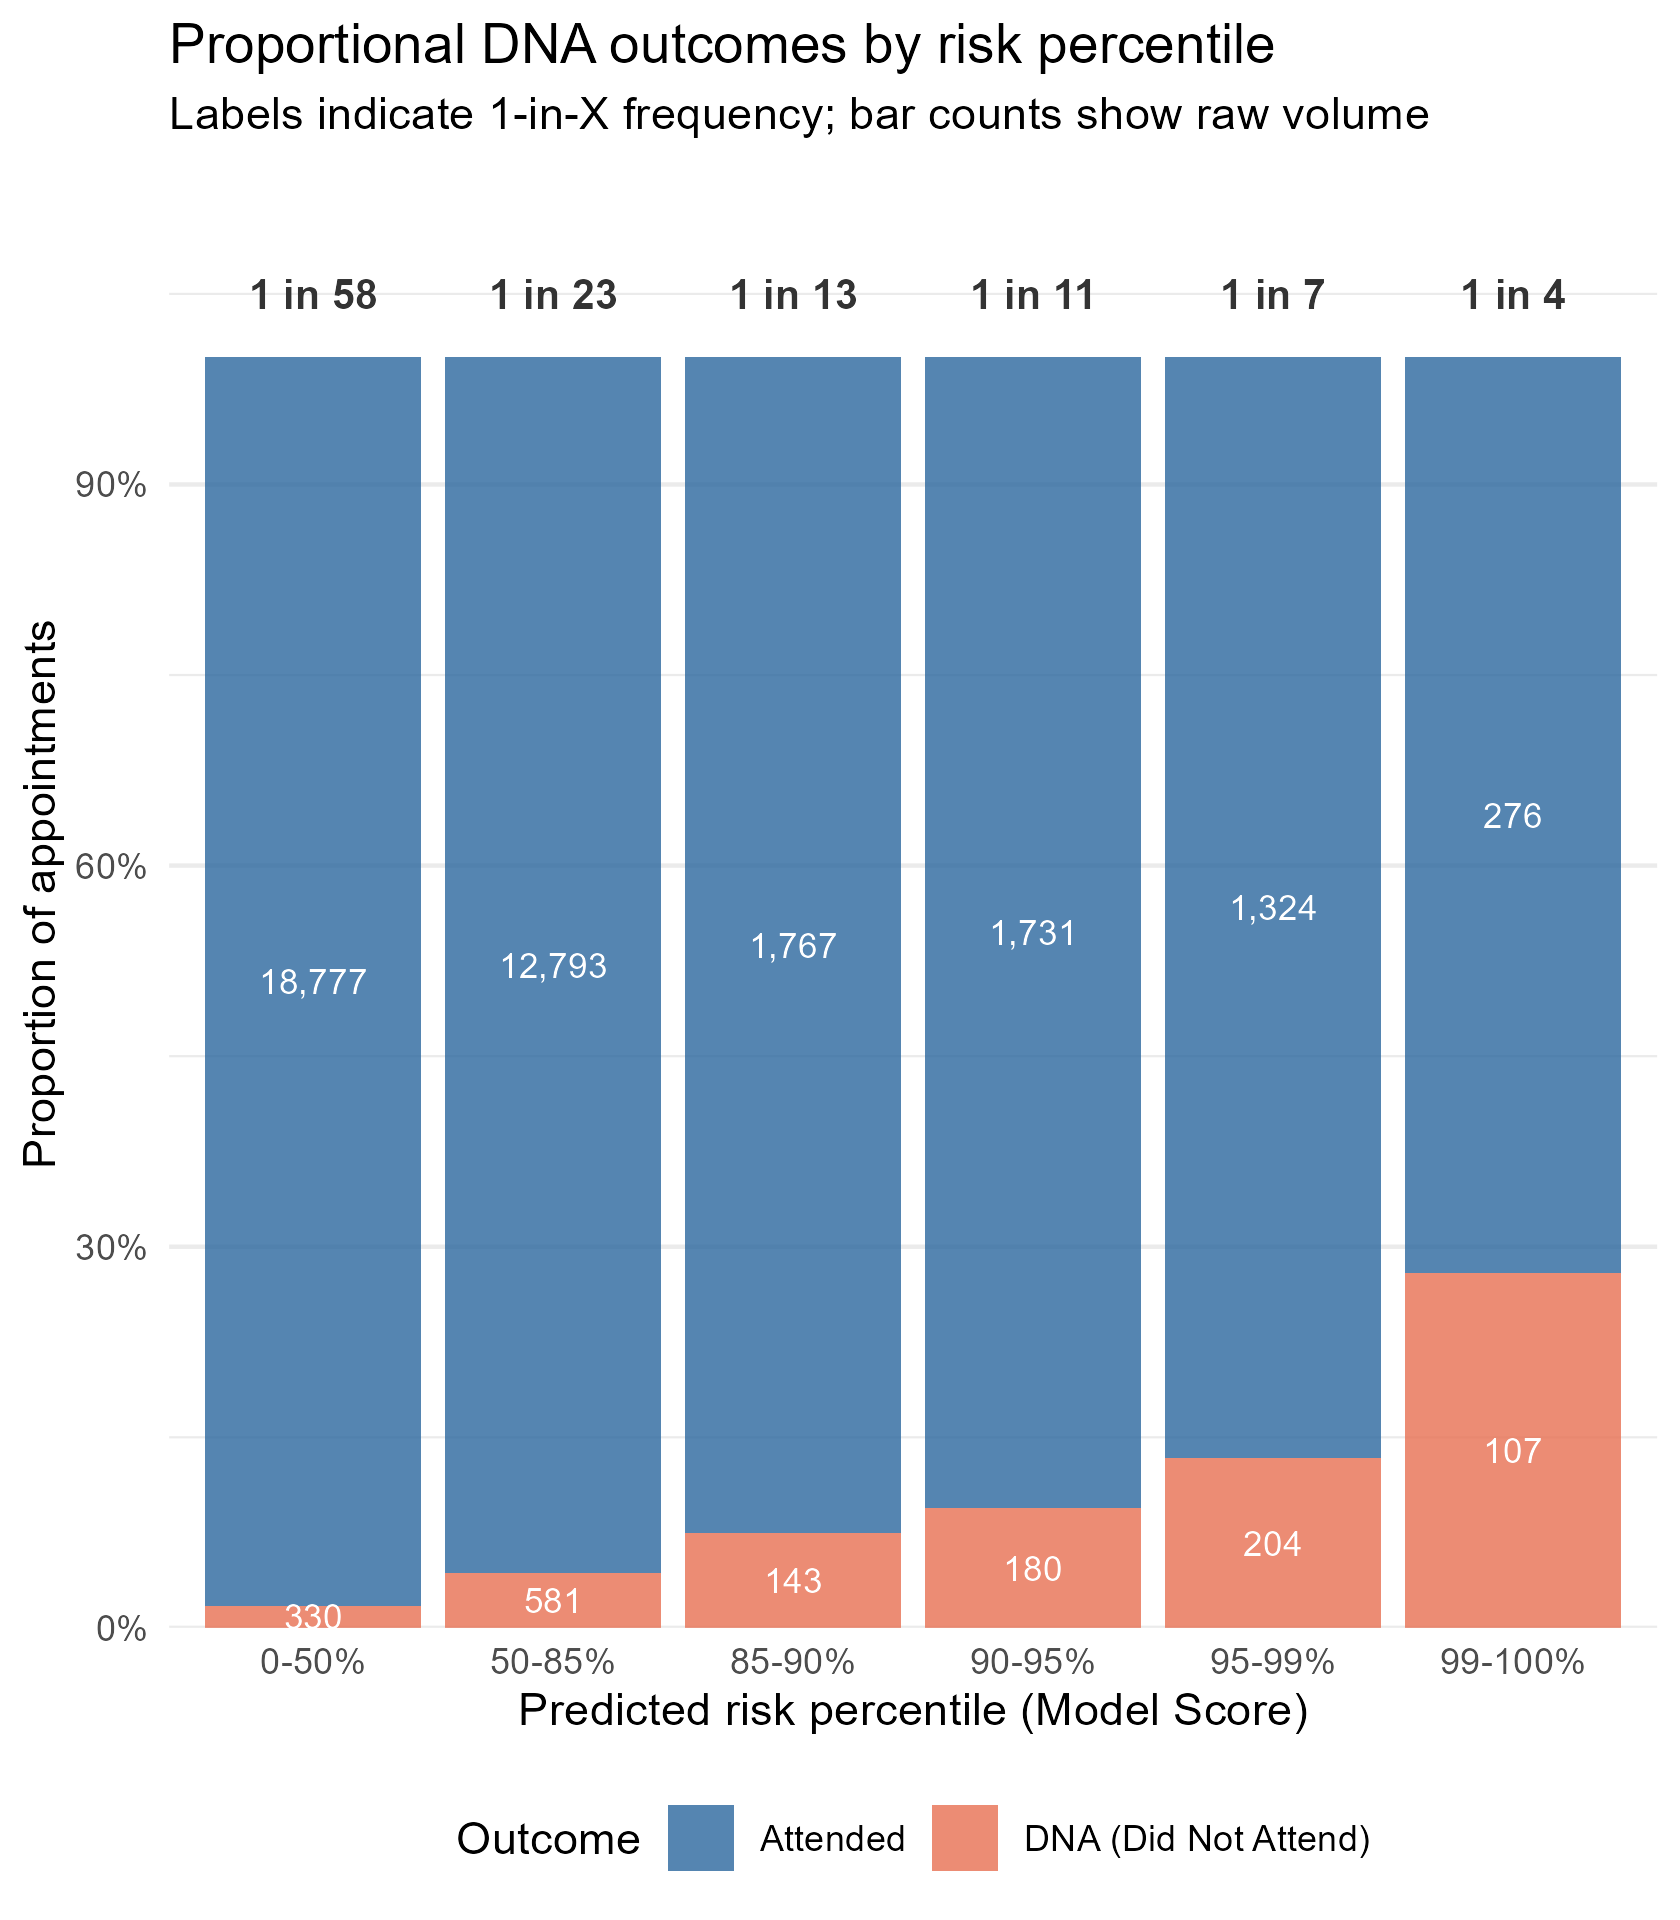 Proportional DNA outcomes by risk percentile
Labels indicate 1-in-X frequency; bar counts show raw volume
1 in 58 1 in 23 1 in 13 1 in 11 1 in 7 1 in 4
90%
60%
30%
0%
Proportion of appointments
18,777 12,793 1,767 1,731 1,324 276
330 581 143 180 204 107
0-50% 50-85% 85-90% 90-95% 95-99% 99-100%
Predicted risk percentile (Model Score)
Outcome Attended DNA (Did Not Attend)